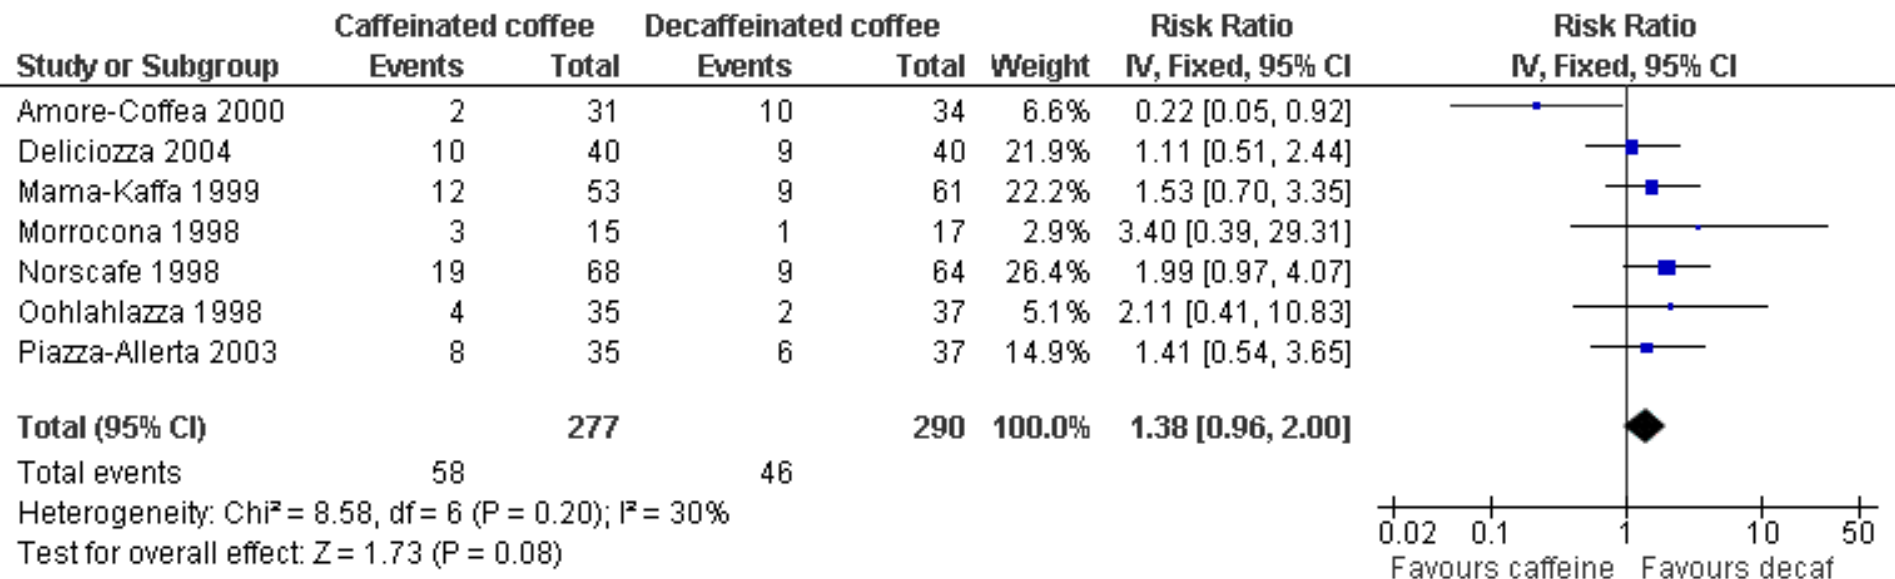 Caffeinated coffee Decaffeinated coffee Risk Ratio Risk Ratio
Study or Subgroup Events Total Events Total Weight IV, Fixed, 95% CI IV, Fixed, 95% CI
Amore-Coffea 2000 2 31 10 34 6.6% 0.22 [0.05, 0.92]
Deliciozza 2004 10 40 9 40 21.9% 1.11 [0.51, 2.44]
Mama-Kaffa 1999 12 53 9 61 22.2% 1.53 [0.70, 3.35]
Morrocona 1998 3 15 1 17 2.9% 3.40 [0.39, 29.31]
Norscafe 1998 19 68 9 64 26.4% 1.99 [0.97, 4.07]
Oohlahlazza 1998 4 35 2 37 5.1% 2.11 [0.41, 10.83]
Piazza-Allerta 2003 8 35 6 37 14.9% 1.41 [0.54, 3.65]
Total (95% CI) 277 290 100.0% 1.38 [0.96, 2.00]
Total events 58 46
Heterogeneity: Chi² = 8.58, df = 6 (P = 0.20); I² = 30%
Test for overall effect: Z = 1.73 (P = 0.08)
0.02 0.1 1 10 50
Favours caffeine Favours decaf